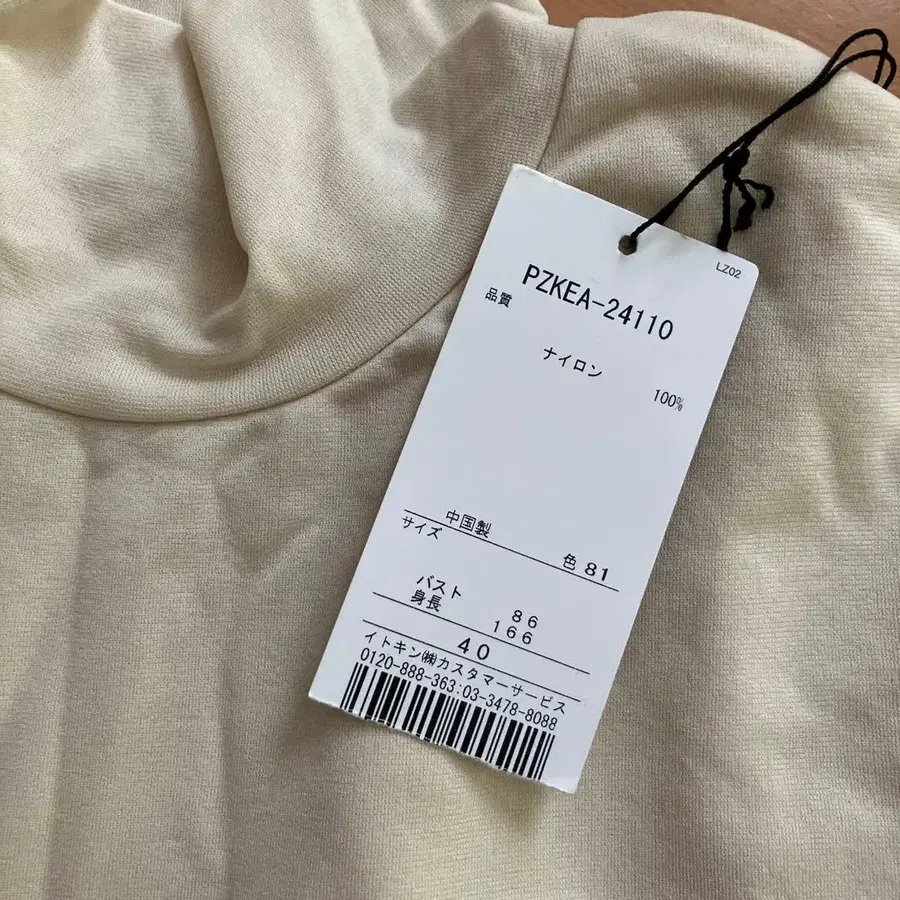 LZ02
PZKEA-24110
品質
ナイロン
100%
中国製
サイズ
色 81
バスト 86
身長 166
40
イトキン㈱カスタマーサービス
0120-888-363:03-3478-8088